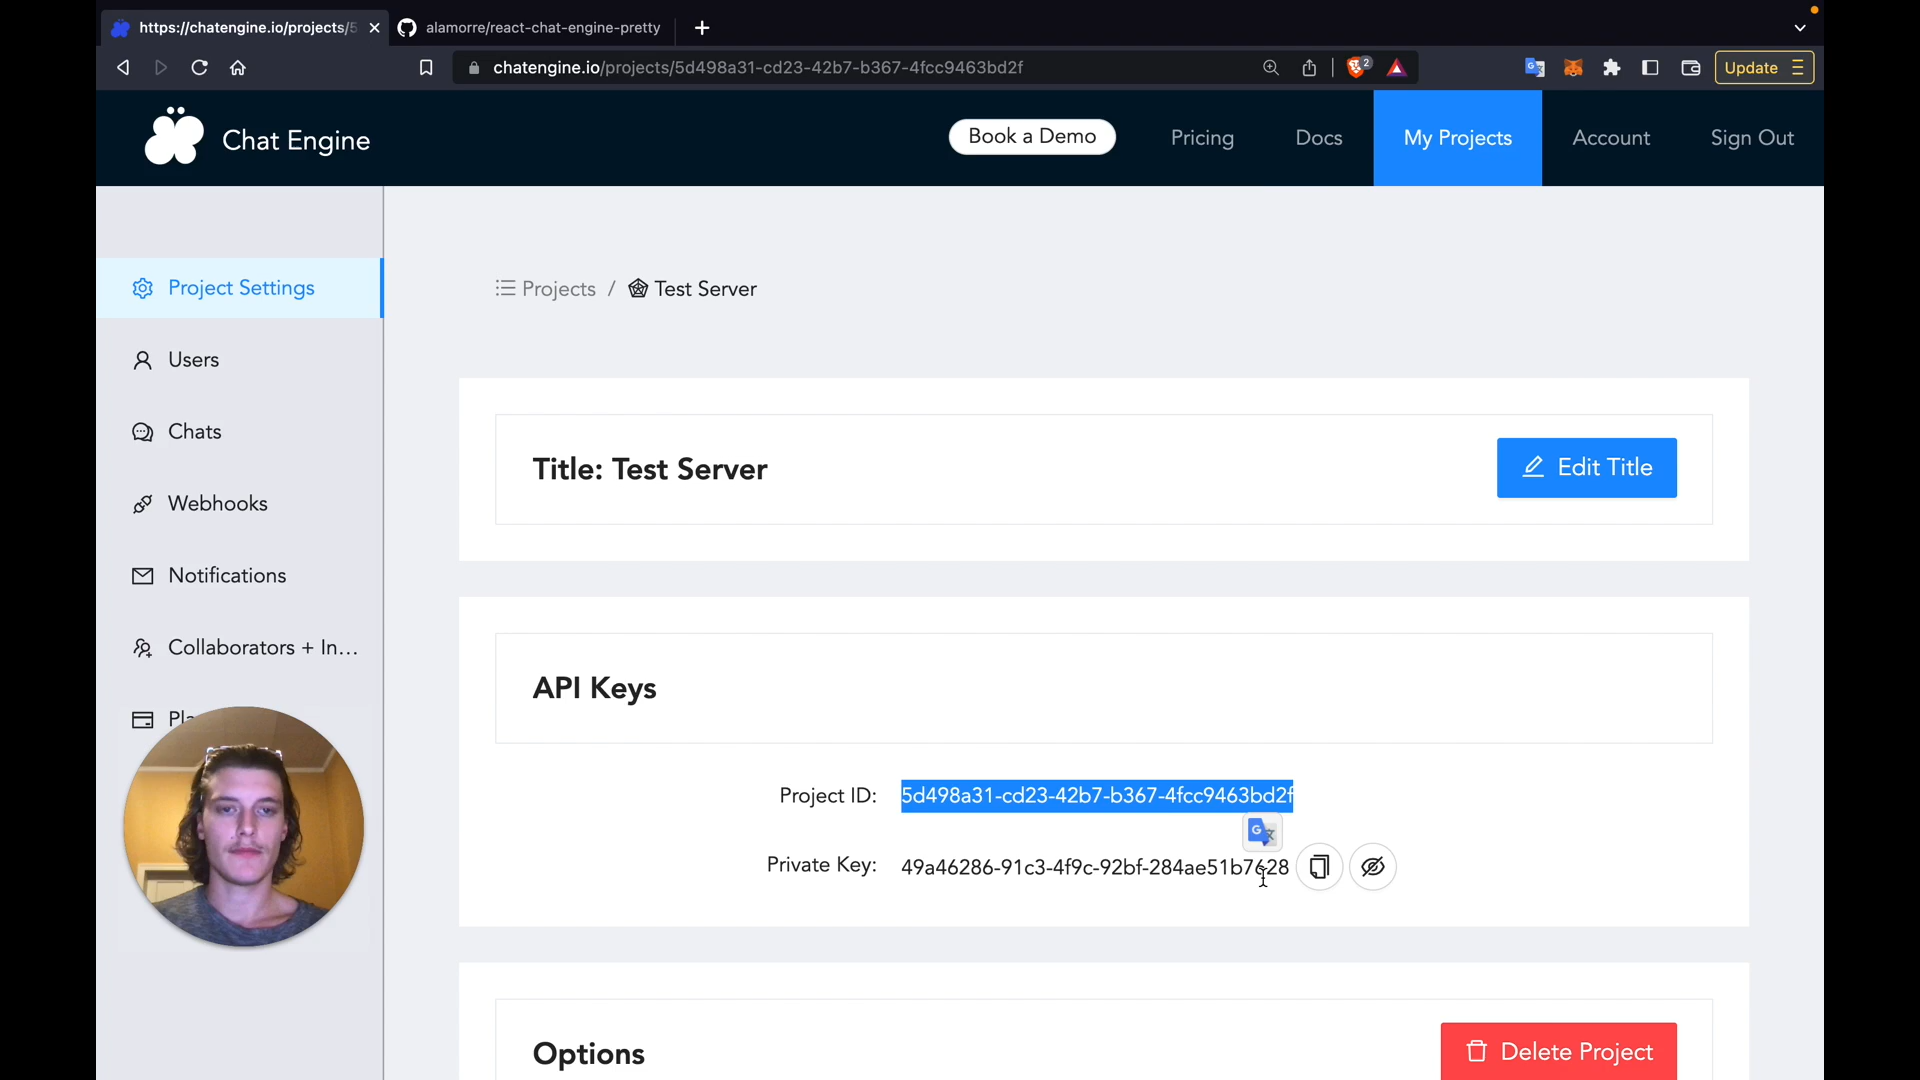 https://chatengine.io/projects/5
alamorre/react-chat-engine-pretty
chatengine.io/projects/5d498a31-cd23-42b7-b367-4fcc9463bd2f
2
Update
Chat Engine
Book a Demo
Pricing
Docs
My Projects
Account
Sign Out
Project Settings
Users
Chats
Webhooks
Notifications
Collaborators + In...
Projects / Test Server
Title: Test Server
Edit Title
API Keys
Project ID: 5d498a31-cd23-42b7-b367-4fcc9463bd2f
Private Key: 49a46286-91c3-4f9c-92bf-284ae51b7628
Options
Delete Project